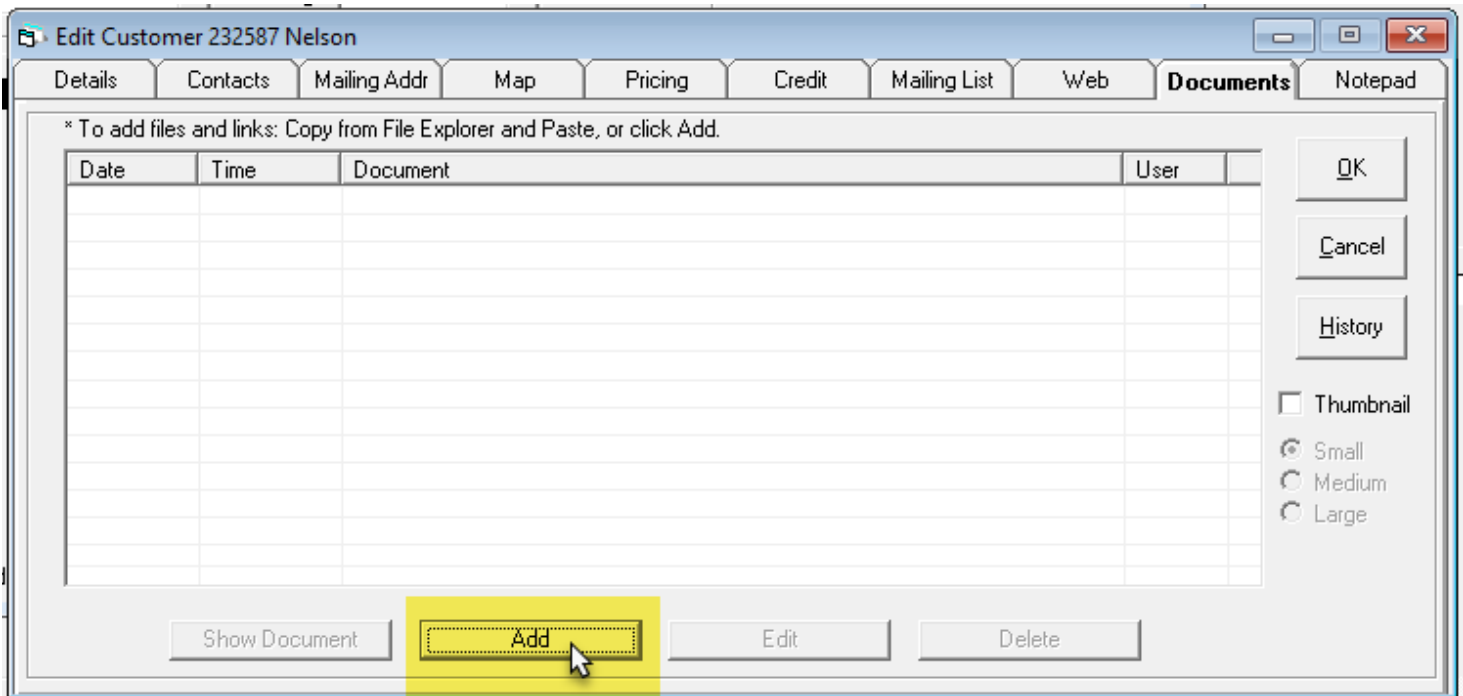 Edit Customer 232587 Nelson
Details Contacts Mailing Addr Map Pricing Credit Mailing List Web Documents Notepad
* To add files and links: Copy from File Explorer and Paste, or click Add.
Date Time Document User
OK
Cancel
History
Thumbnail
Small
Medium
Large
Show Document Add Edit Delete